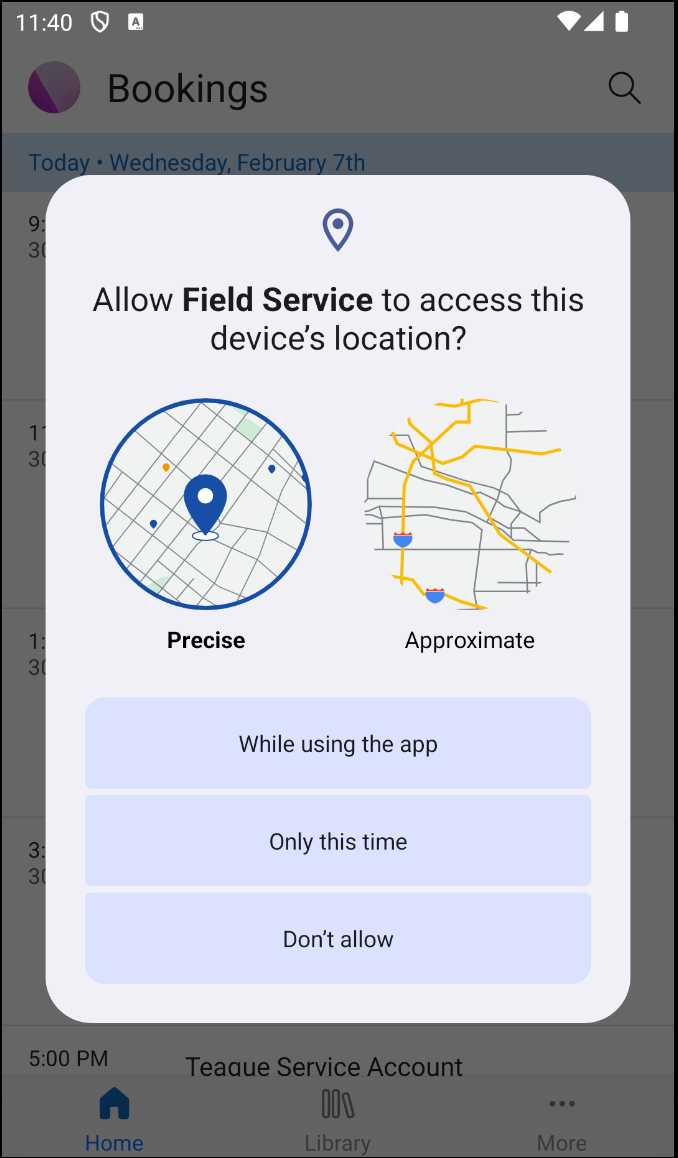 11:40
A
Bookings
Today • Wednesday, February 7th
9:
30
Allow Field Service to access this
device’s location?
11
30
Precise
Approximate
1:
30
While using the app
Only this time
3:
30
Don’t allow
5:00 PM
Teague Service Account
Home
Library
More